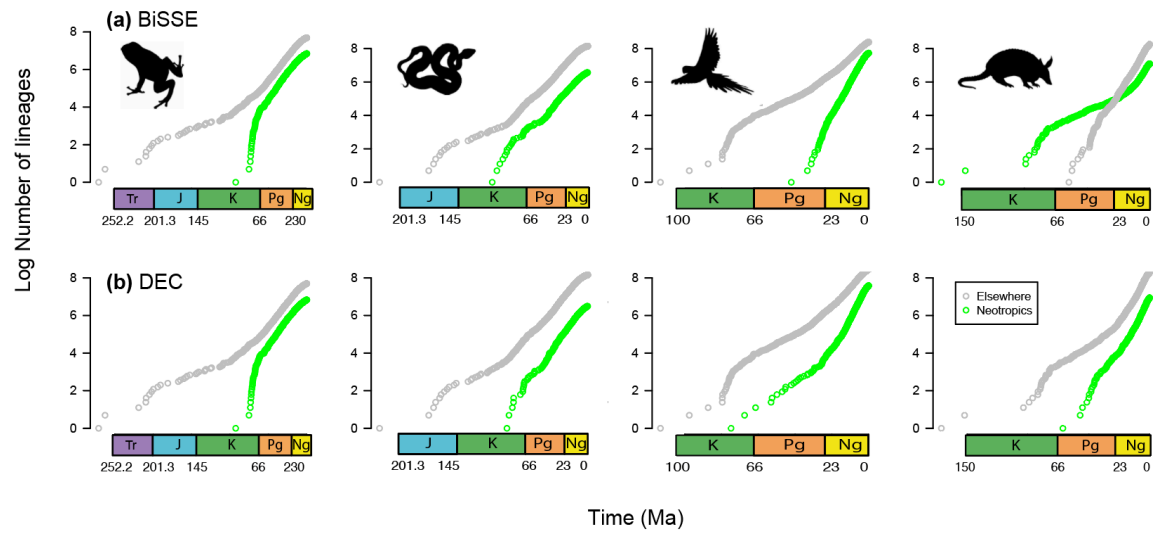 (a) BiSSE
8
6
4
2
0
Tr J K Pg Ng
252.2 201.3 145 66 230
8
6
4
2
0
J K Pg Ng
201.3 145 66 23 0
8
6
4
2
0
K Pg Ng
100 66 23 0
8
6
4
2
0
K Pg Ng
150 66 23 0
Log Number of lineages
(b) DEC
8
6
4
2
0
Tr J K Pg Ng
252.2 201.3 145 66 230
8
6
4
2
0
J K Pg Ng
201.3 145 66 23 0
8
6
4
2
0
K Pg Ng
100 66 23 0
8
6
4
2
0
Elsewhere
Neotropics
K Pg Ng
150 66 23 0
Time (Ma)